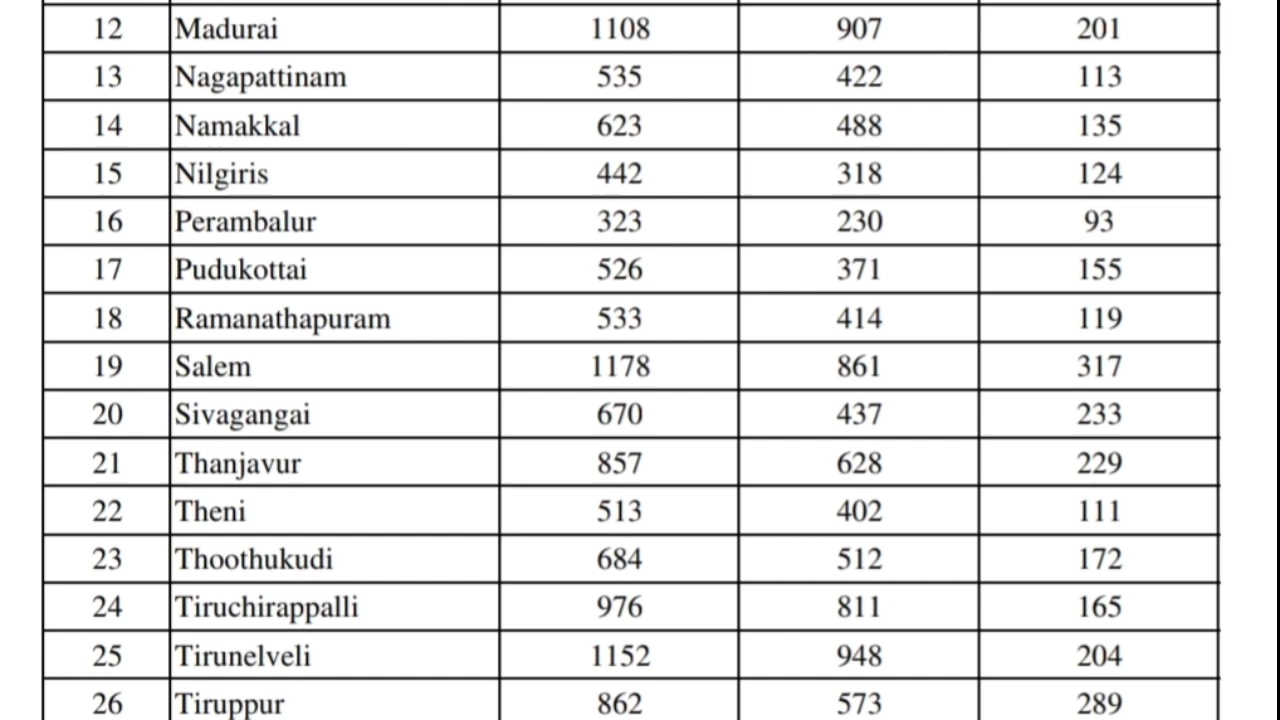 12 Madurai 1108 907 201
13 Nagapattinam 535 422 113
14 Namakkal 623 488 135
15 Nilgiris 442 318 124
16 Perambalur 323 230 93
17 Pudukottai 526 371 155
18 Ramanathapuram 533 414 119
19 Salem 1178 861 317
20 Sivagangai 670 437 233
21 Thanjavur 857 628 229
22 Theni 513 402 111
23 Thoothukudi 684 512 172
24 Tiruchirappalli 976 811 165
25 Tirunelveli 1152 948 204
26 Tiruppur 862 573 289